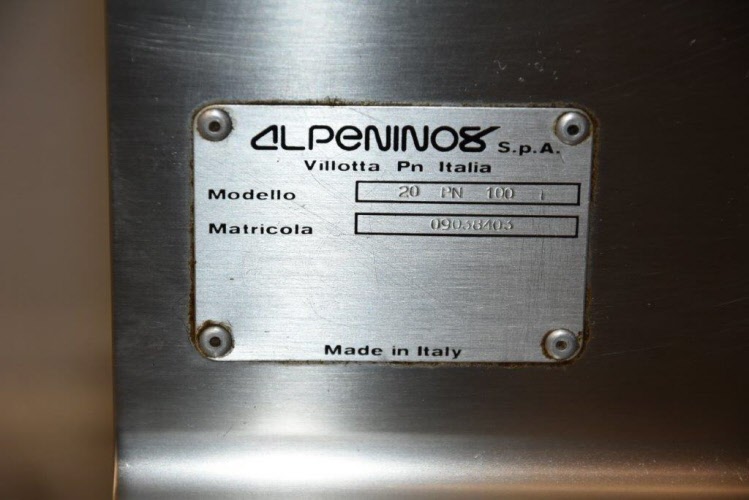 ALPENINOX S.p.A.
Villotta Pn Italia
Modello 20 PN 100
Matricola 09038403
Made in Italy